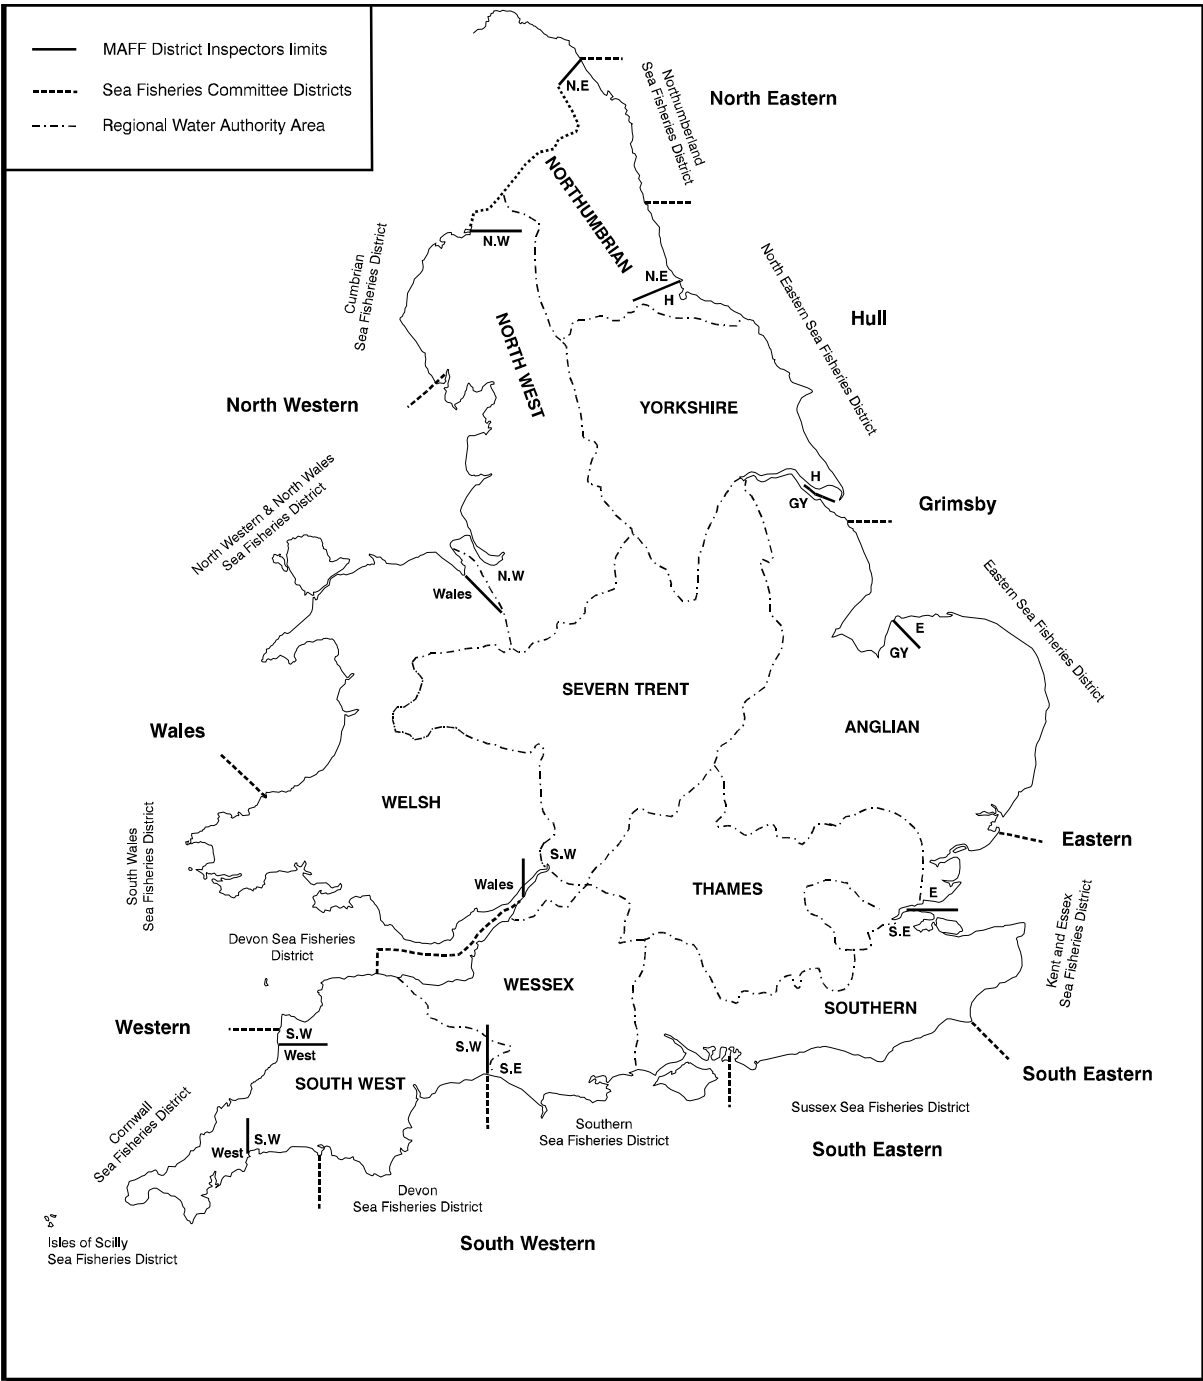 MAFF District Inspectors limits
Sea Fisheries Committee Districts
Regional Water Authority Area
N.E
Northumberland
Sea Fisheries District
North Eastern
NORTHUMBRIAN
N.W
Cumbrian
Sea Fisheries District
N.E
H
North Eastern Sea Fisheries District
Hull
NORTH WEST
North Western
YORKSHIRE
North Western & North Wales
Sea Fisheries District
H
GY
Grimsby
N.W
Wales
Eastern Sea Fisheries District
E
GY
SEVERN TRENT
ANGLIAN
Wales
WELSH
South Wales
Sea Fisheries District
Eastern
S.W
Wales
THAMES
E
S.E
Kent and Essex
Sea Fisheries District
Devon Sea Fisheries
District
WESSEX
SOUTHERN
Western
S.W
West
S.W
S.E
SOUTH WEST
South Eastern
Cornwall
Sea Fisheries District
Southern
Sea Fisheries District
Sussex Sea Fisheries District
S.W
West
South Eastern
Devon
Sea Fisheries District
Isles of Scilly
Sea Fisheries District
South Western